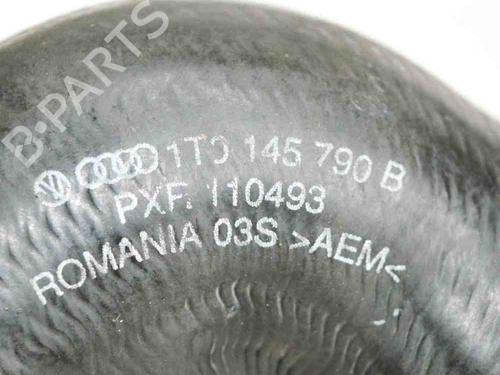 B-PARTS
1T0 145 790 B
PXF. 110493
ROMANIA 03S >AEM<